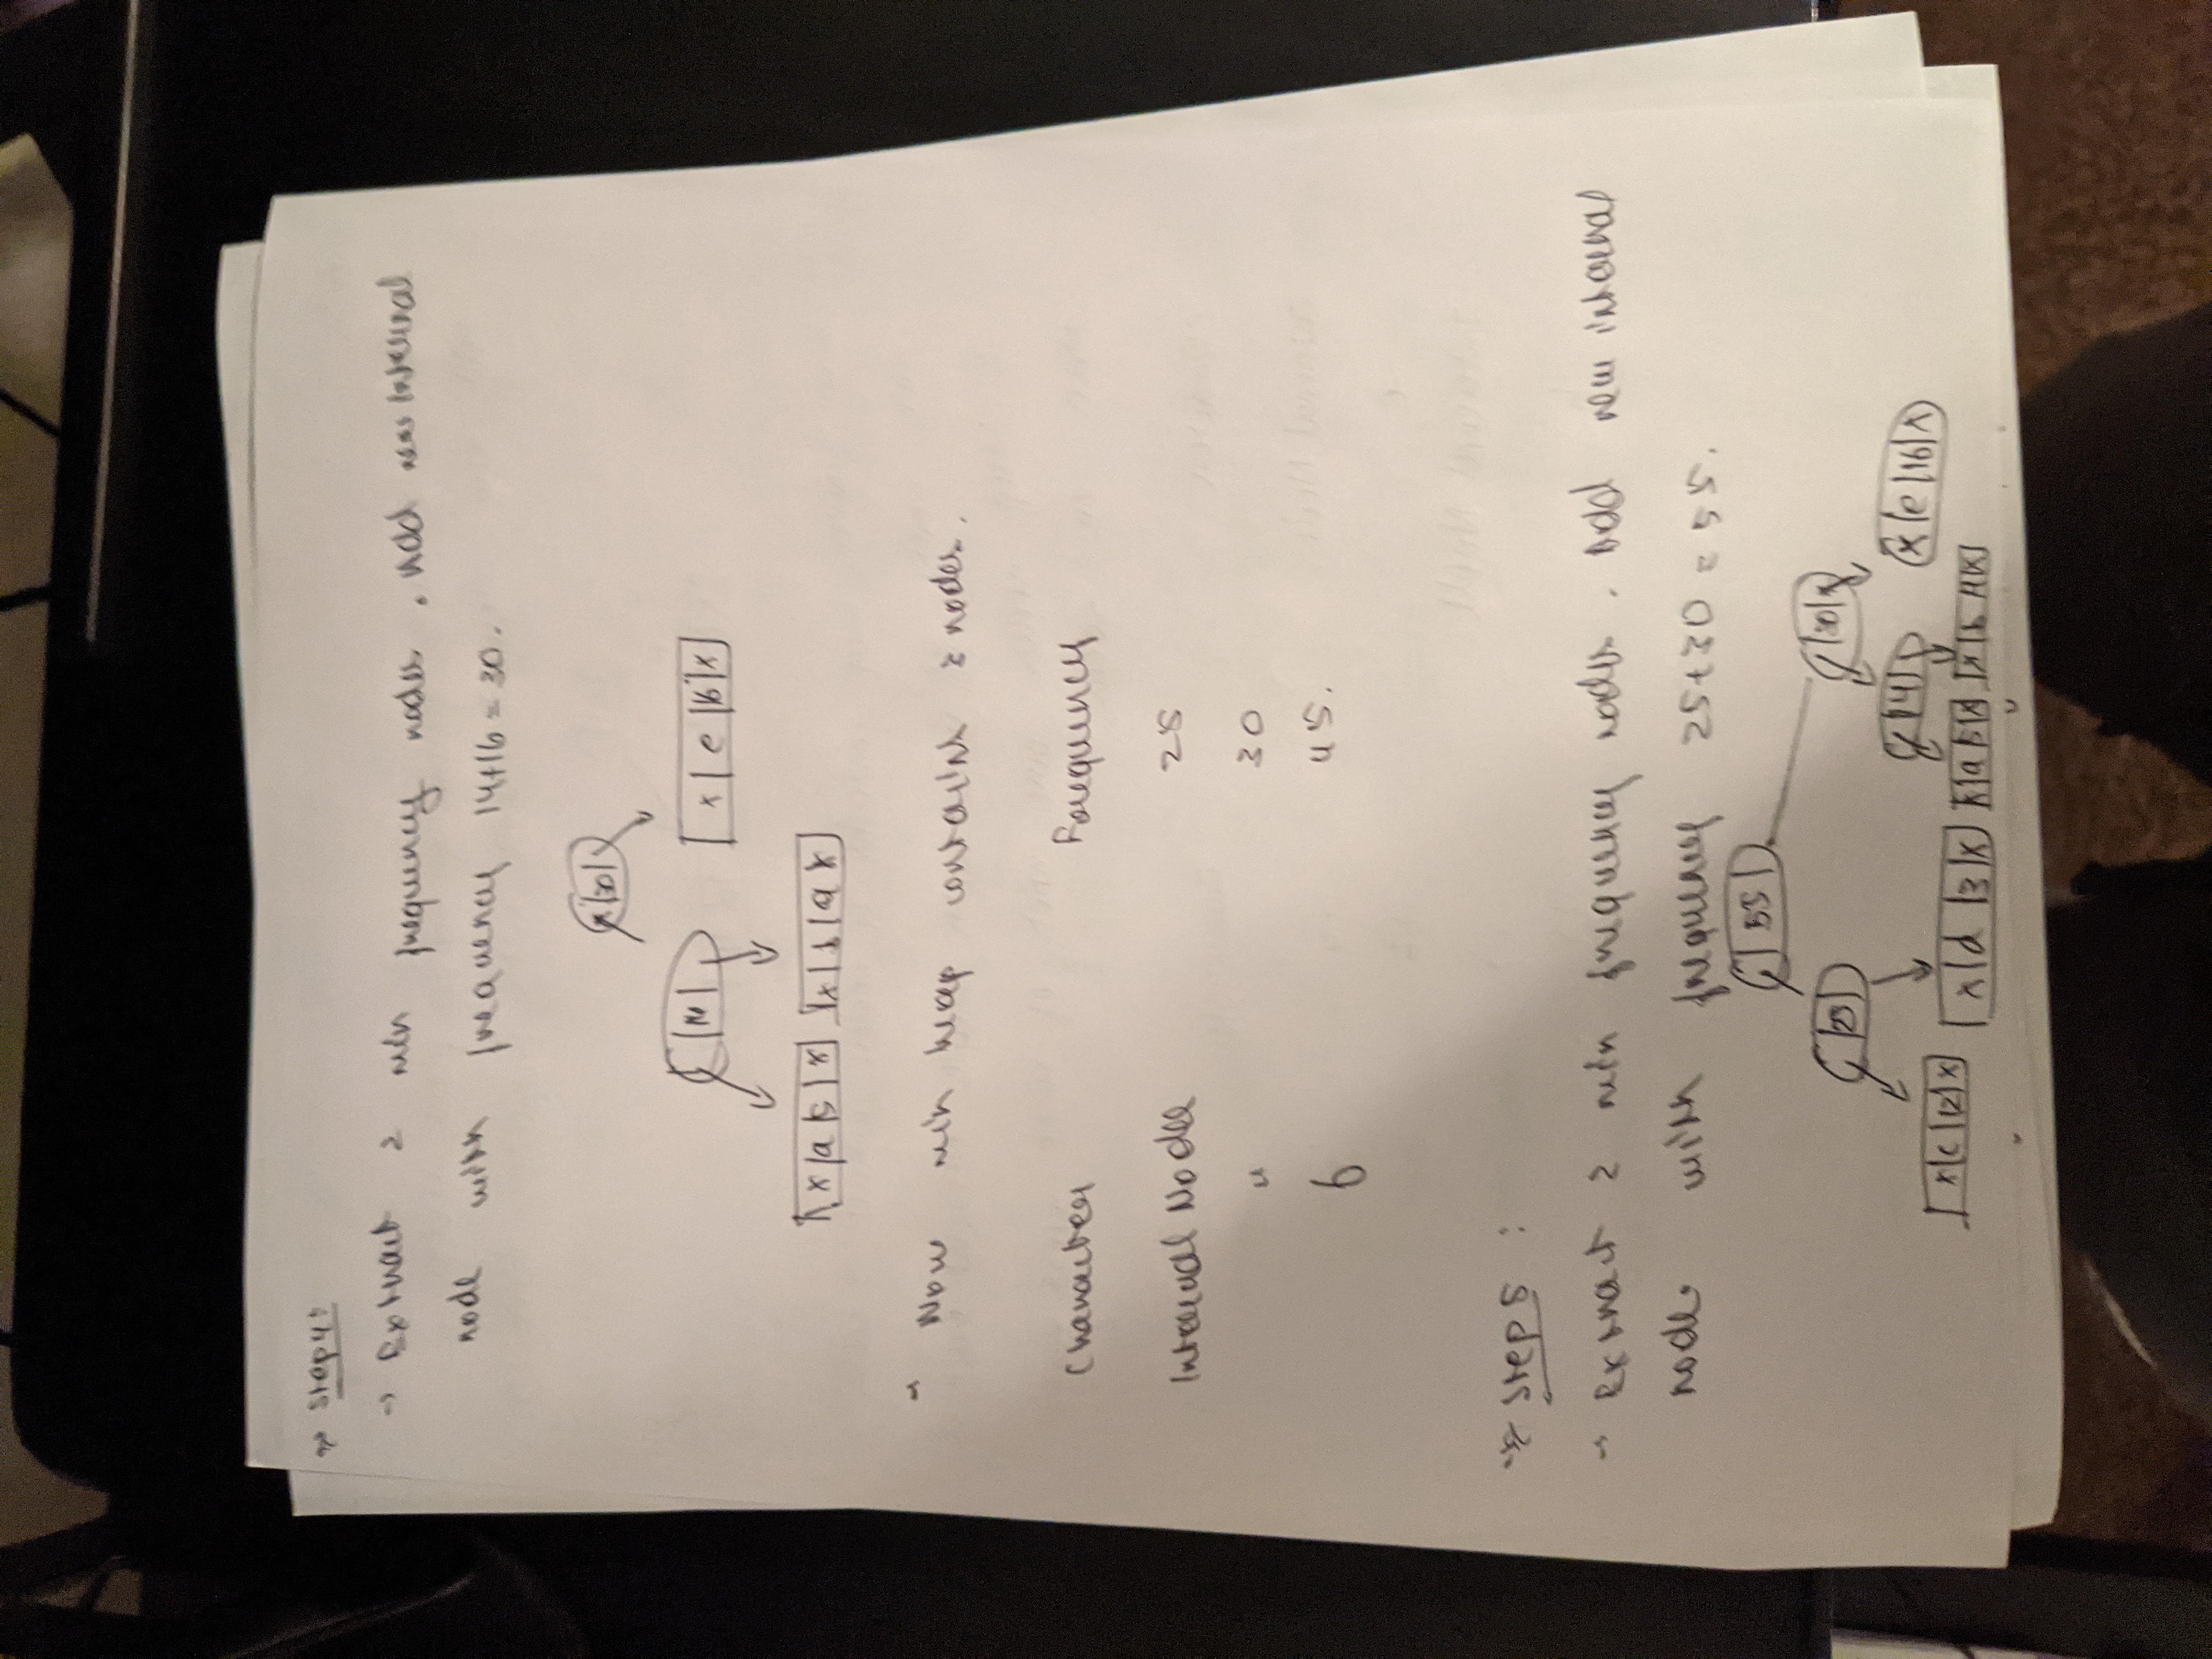 ⇒ Step 4:
→ Extract 2 min frequency nodes. Add new internal
node with frequency 14+16 = 30.
x|30|
|14| x|e|16|x
x|a|5|x x|b|9|x
→ Now min heap contains 3 nodes.
Character Frequency
Internal Node 25
" 30
f 45.
⇒ Step 5:
→ Extract 2 min frequency nodes. Add new internal
node with frequency 25+30 = 55.
|55|
|25| |30|x
x|c|12|x x|d|13|x |14| x|e|16|x
x|a|5|x x|b|9|x